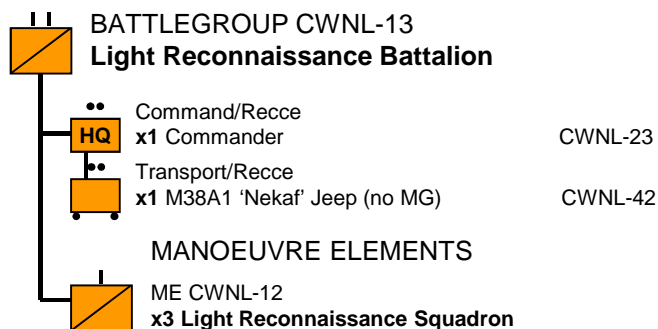 BATTLEGROUP CWNL-13
Light Reconnaissance Battalion
Command/Recce
HQ x1 Commander CWNL-23
Transport/Recce
x1 M38A1 ‘Nekaf’ Jeep (no MG) CWNL-42
MANOEUVRE ELEMENTS
ME CWNL-12
x3 Light Reconnaissance Squadron